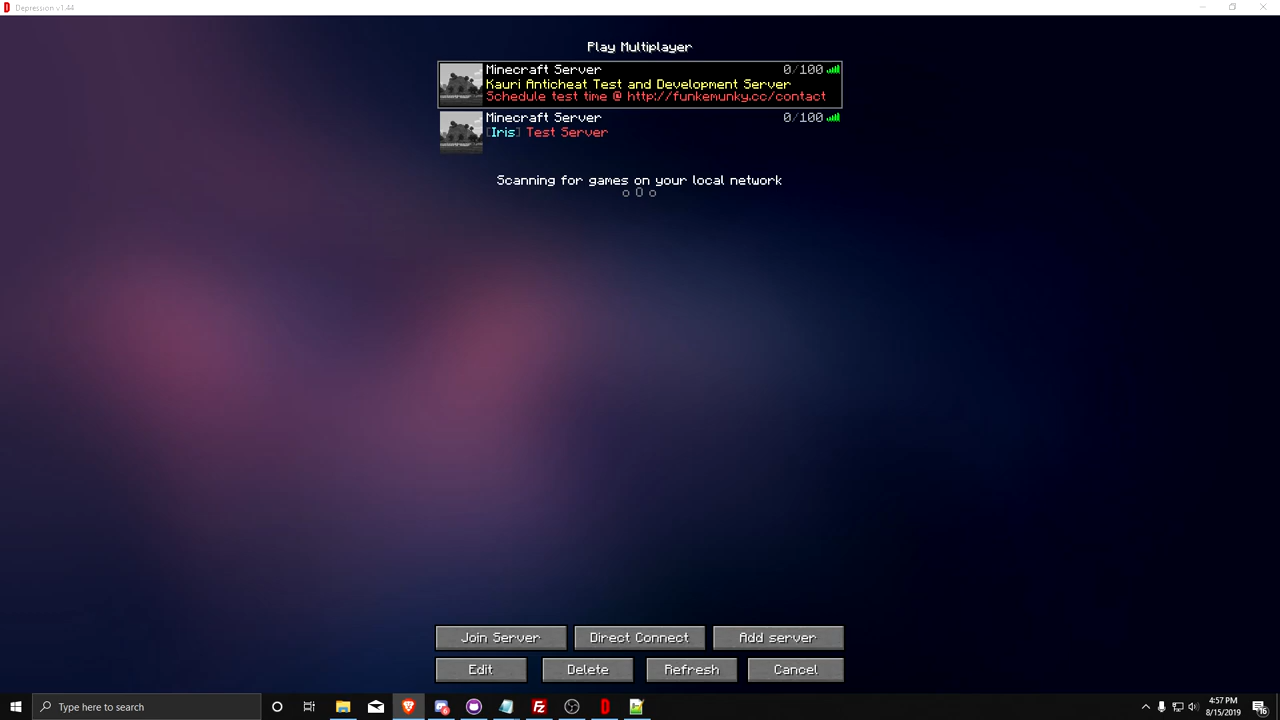 Depression v1.44
Play Multiplayer
Minecraft Server 0/100
Kauri Anticheat Test and Development Server
Schedule test time @ http://funkemunky.cc/contact
Minecraft Server 0/100
[Iris] Test Server
Scanning for games on your local network
o O o
Join Server Direct Connect Add server
Edit Delete Refresh Cancel
Type here to search
4:57 PM
8/15/2019